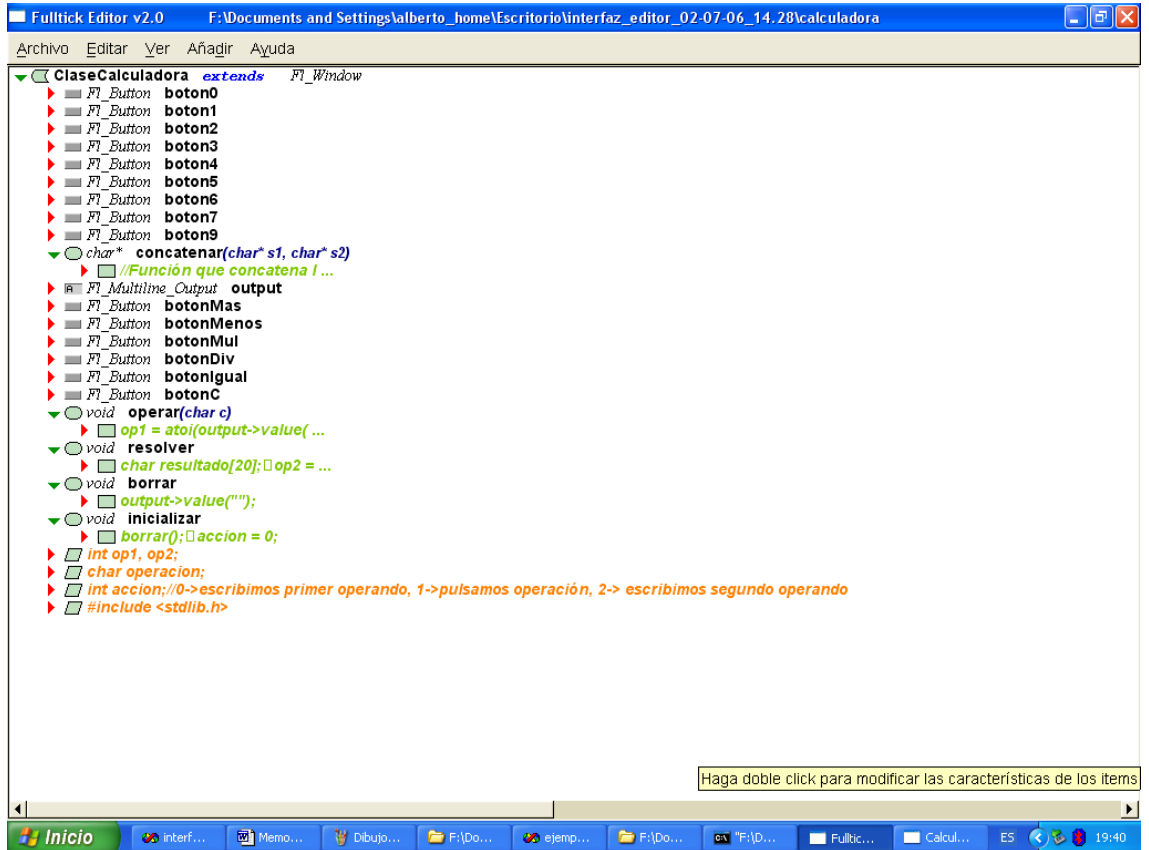 Fulltick Editor v2.0 F:\Documents and Settings\alberto_home\Escritorio\interfaz_editor_02-07-06_14.28\calculadora
Archivo Editar Ver Añadir Ayuda
ClaseCalculadora extends Fl_Window
Fl_Button boton0
Fl_Button boton1
Fl_Button boton2
Fl_Button boton3
Fl_Button boton4
Fl_Button boton5
Fl_Button boton6
Fl_Button boton7
Fl_Button boton9
char* concatenar(char* s1, char* s2)
//Función que concatena l ...
A Fl_Multiline_Output output
Fl_Button botonMas
Fl_Button botonMenos
Fl_Button botonMul
Fl_Button botonDiv
Fl_Button botonIgual
Fl_Button botonC
void operar(char c)
op1 = atoi(output->value( ...
void resolver
char resultado[20];▯op2 = ...
void borrar
output->value("");
void inicializar
borrar();▯accion = 0;
int op1, op2;
char operacion;
int accion;//0->escribimos primer operando, 1->pulsamos operación, 2-> escribimos segundo operando
#include <stdlib.h>
Haga doble click para modificar las características de los items
Inicio interf... Memo... Dibujo... F:\Do... ejemp... F:\Do... "F:\D... Fulltic... Calcul... ES 19:40